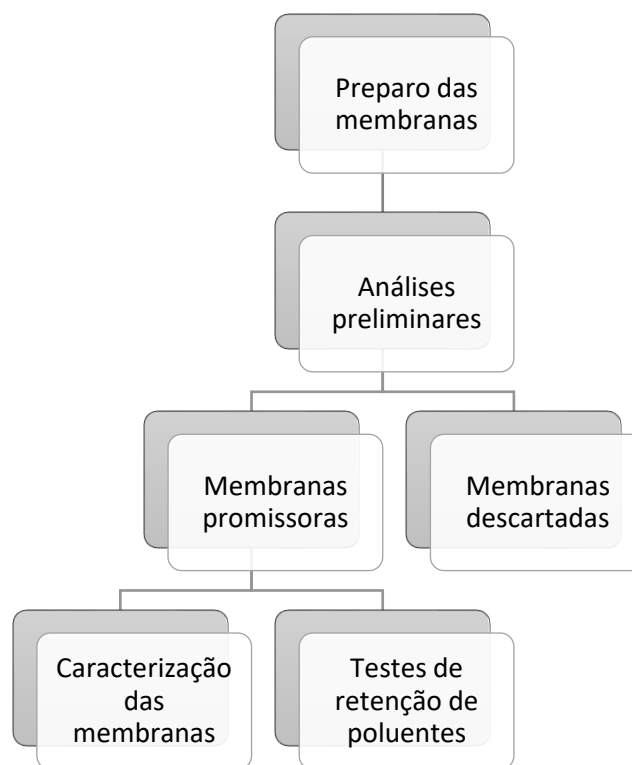 Preparo das
membranas
Análises
preliminares
Membranas
promissoras
Membranas
descartadas
Caracterização
das
membranas
Testes de
retenção de
poluentes